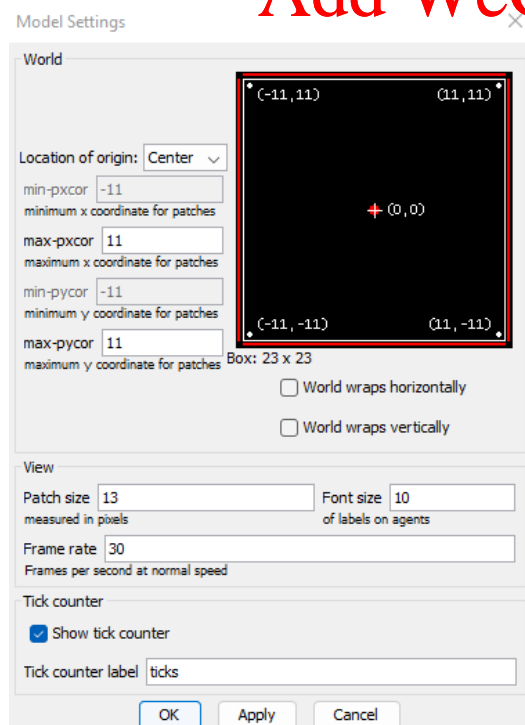 Add
Model Settings
World
(-11,11) (11,11)
Location of origin: Center
min-pxcor -11
minimum x coordinate for patches
(0,0)
max-pxcor 11
maximum x coordinate for patches
min-pycor -11
minimum y coordinate for patches
(-11,-11) (11,-11)
max-pycor 11
maximum y coordinate for patches
Box: 23 x 23
World wraps horizontally
World wraps vertically
View
Patch size 13 Font size 10
measured in pixels of labels on agents
Frame rate 30
Frames per second at normal speed
Tick counter
Show tick counter
Tick counter label ticks
OK Apply Cancel